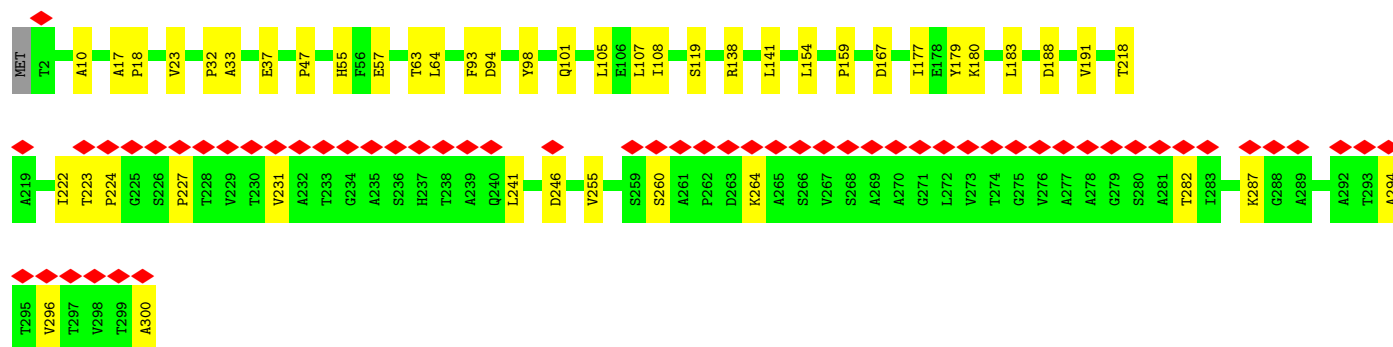 MET T2 A10 A17 P18 V23 P32 A33 E37 P47 H55 F56 E57 T63 L64 F93 D94 Y98 Q101 L105 E106 L107 I108 S119 R138 L141 L154 P159 D167 I177 E178 Y179 K180 L183 D188 V191 T218
A219 I222 T223 P224 G225 S226 P227 T228 V229 T230 V231 A232 T233 G234 A235 S236 H237 T238 A239 Q240 L241 D246 V255 S259 S260 A261 P262 D263 K264 A265 S266 V267 S268 A269 A270 G271 L272 V273 T274 G275 V276 A277 A278 G279 S280 A281 T282 I283 K287 G288 A289 A292 T293 A294
T295 V296 T297 V298 T299 A300